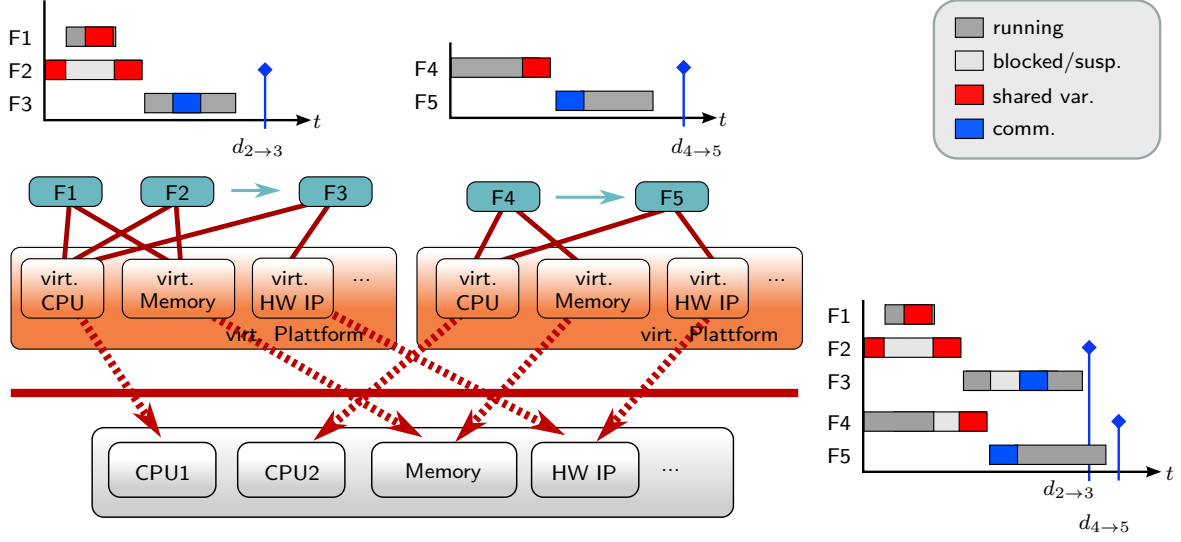 F1
F2
F3
t
d2→3
F4
F5
t
d4→5
running
blocked/susp.
shared var.
comm.
F1
F2
F3
F4
F5
virt.
CPU
virt.
Memory
virt.
HW IP
...
virt. Plattform
virt.
CPU
virt.
Memory
virt.
HW IP
...
virt. Plattform
CPU1
CPU2
Memory
HW IP
...
F1
F2
F3
F4
F5
t
d2→3
d4→5